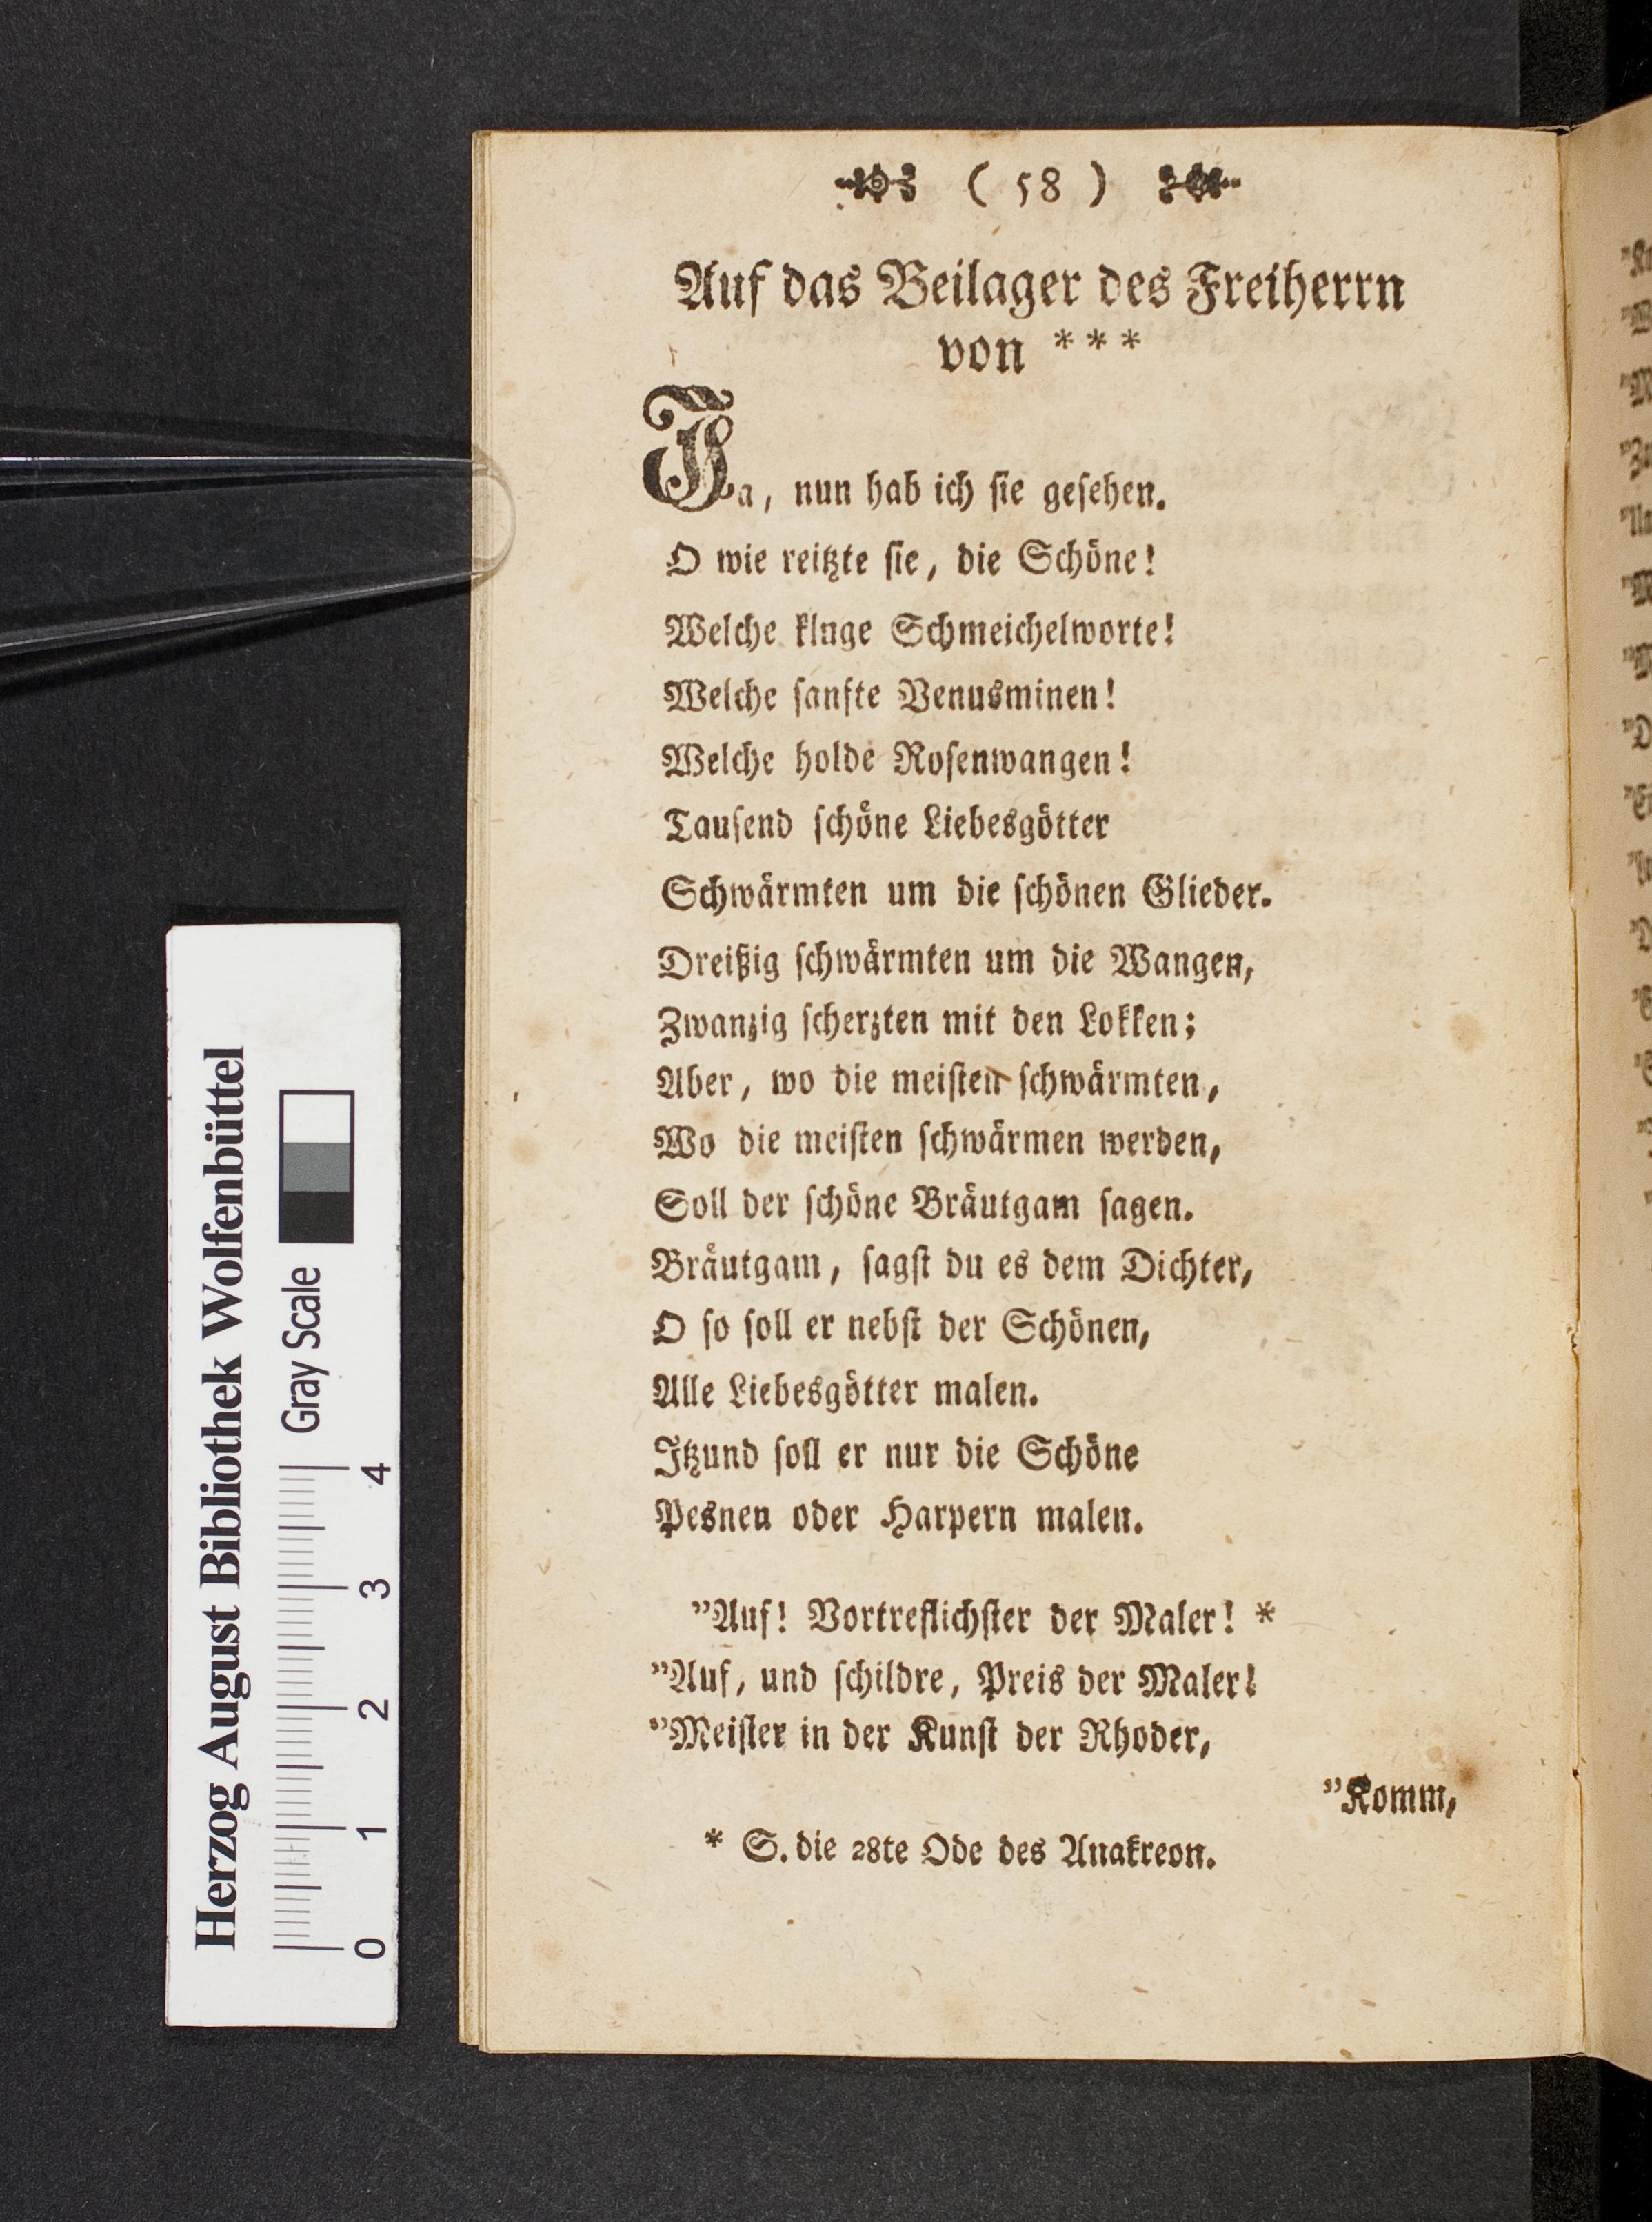 ( 58 )
Auf das Beilager des Freiherrn
von ***
Ja, nun hab ich ſie geſehen.
O wie reitzte ſie, die Schöne!
Welche klnge Schmeichelworte!
Welche ſanfte Venusminen!
Welche holde Roſenwangen!
Tauſend ſchöne Liebesgötter
Schwärmten um die ſchönen Glieder.
Dreißig ſchwärmten um die Wangen,
Zwanzig ſcherzten mit den Lokken;
Aber, wo die meiſten ſchwärmten,
Wo die meiſten ſchwärmen werden,
Soll der ſchöne Bräutgam ſagen.
Bräutgam, ſagſt du es dem Dichter,
O ſo ſoll er nebſt der Schönen,
Alle Liebesgötter malen.
Itzund ſoll er nur die Schöne
Pesnen oder Harpern malen.
"Auf! Vortreflichſter der Maler! *
"Auf, und ſchildre, Preis der Maler!
"Meiſter in der Kunſt der Rhoder,
"Komm,
* S. die 28te Ode des Anakreon.
Herzog August Bibliothek Wolfenbüttel
Gray Scale
0 1 2 3 4